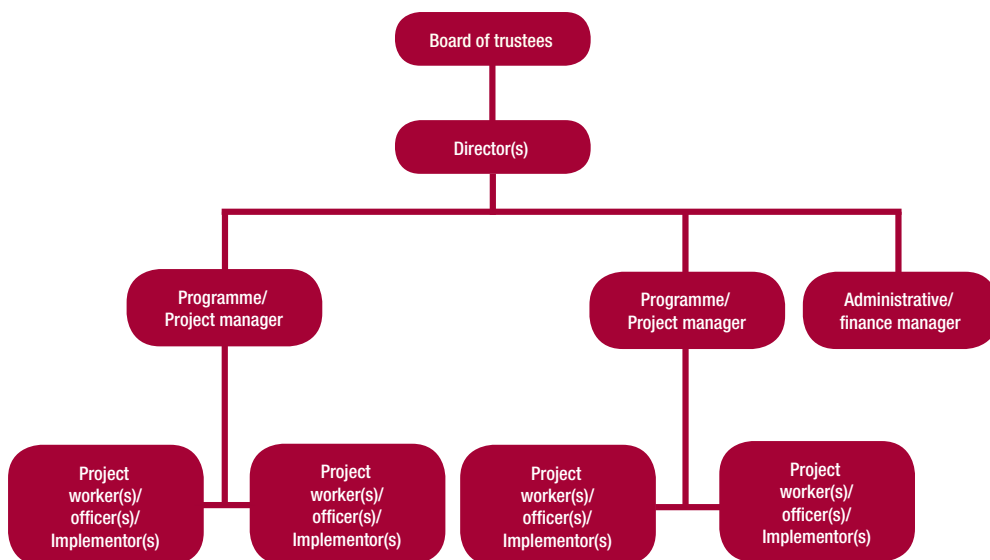 Board of trustees
Director(s)
Programme/
Project manager
Programme/
Project manager
Administrative/
finance manager
Project
worker(s)/
officer(s)/
Implementor(s)
Project
worker(s)/
officer(s)/
Implementor(s)
Project
worker(s)/
officer(s)/
Implementor(s)
Project
worker(s)/
officer(s)/
Implementor(s)